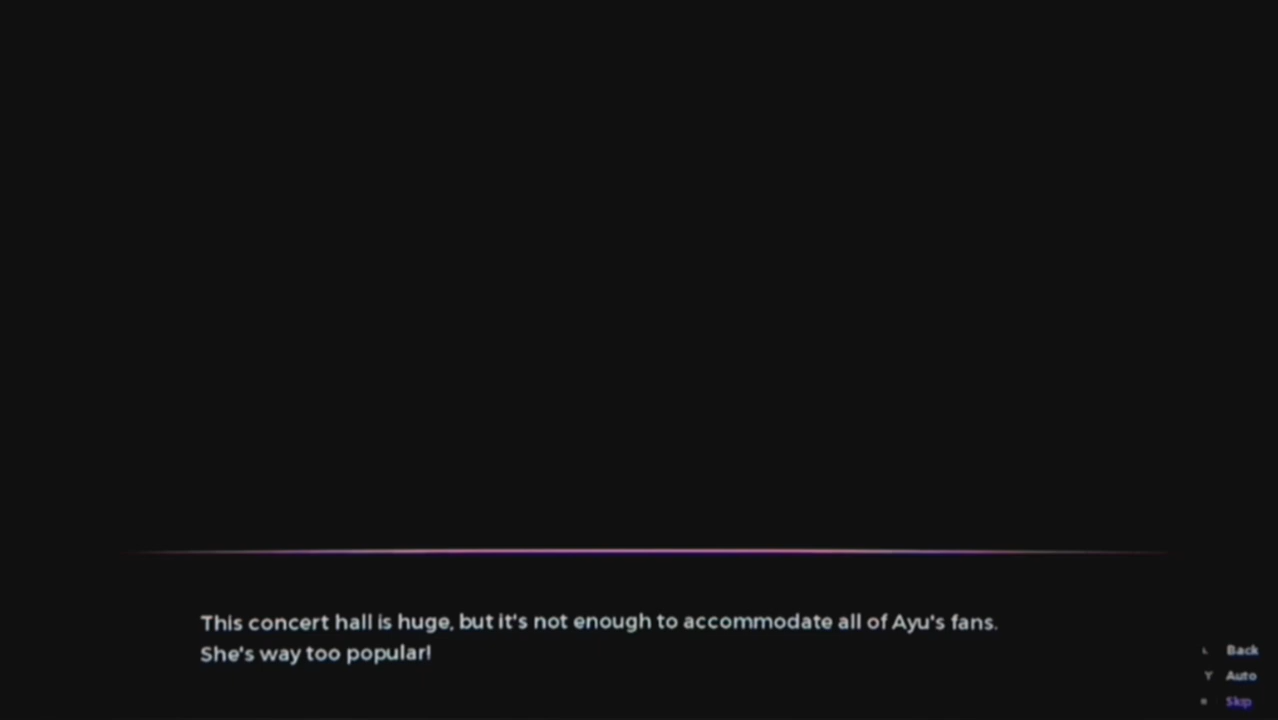 This concert hall is huge, but it's not enough to accommodate all of Ayu's fans.
She's way too popular!
L Back
Y Auto
Skip